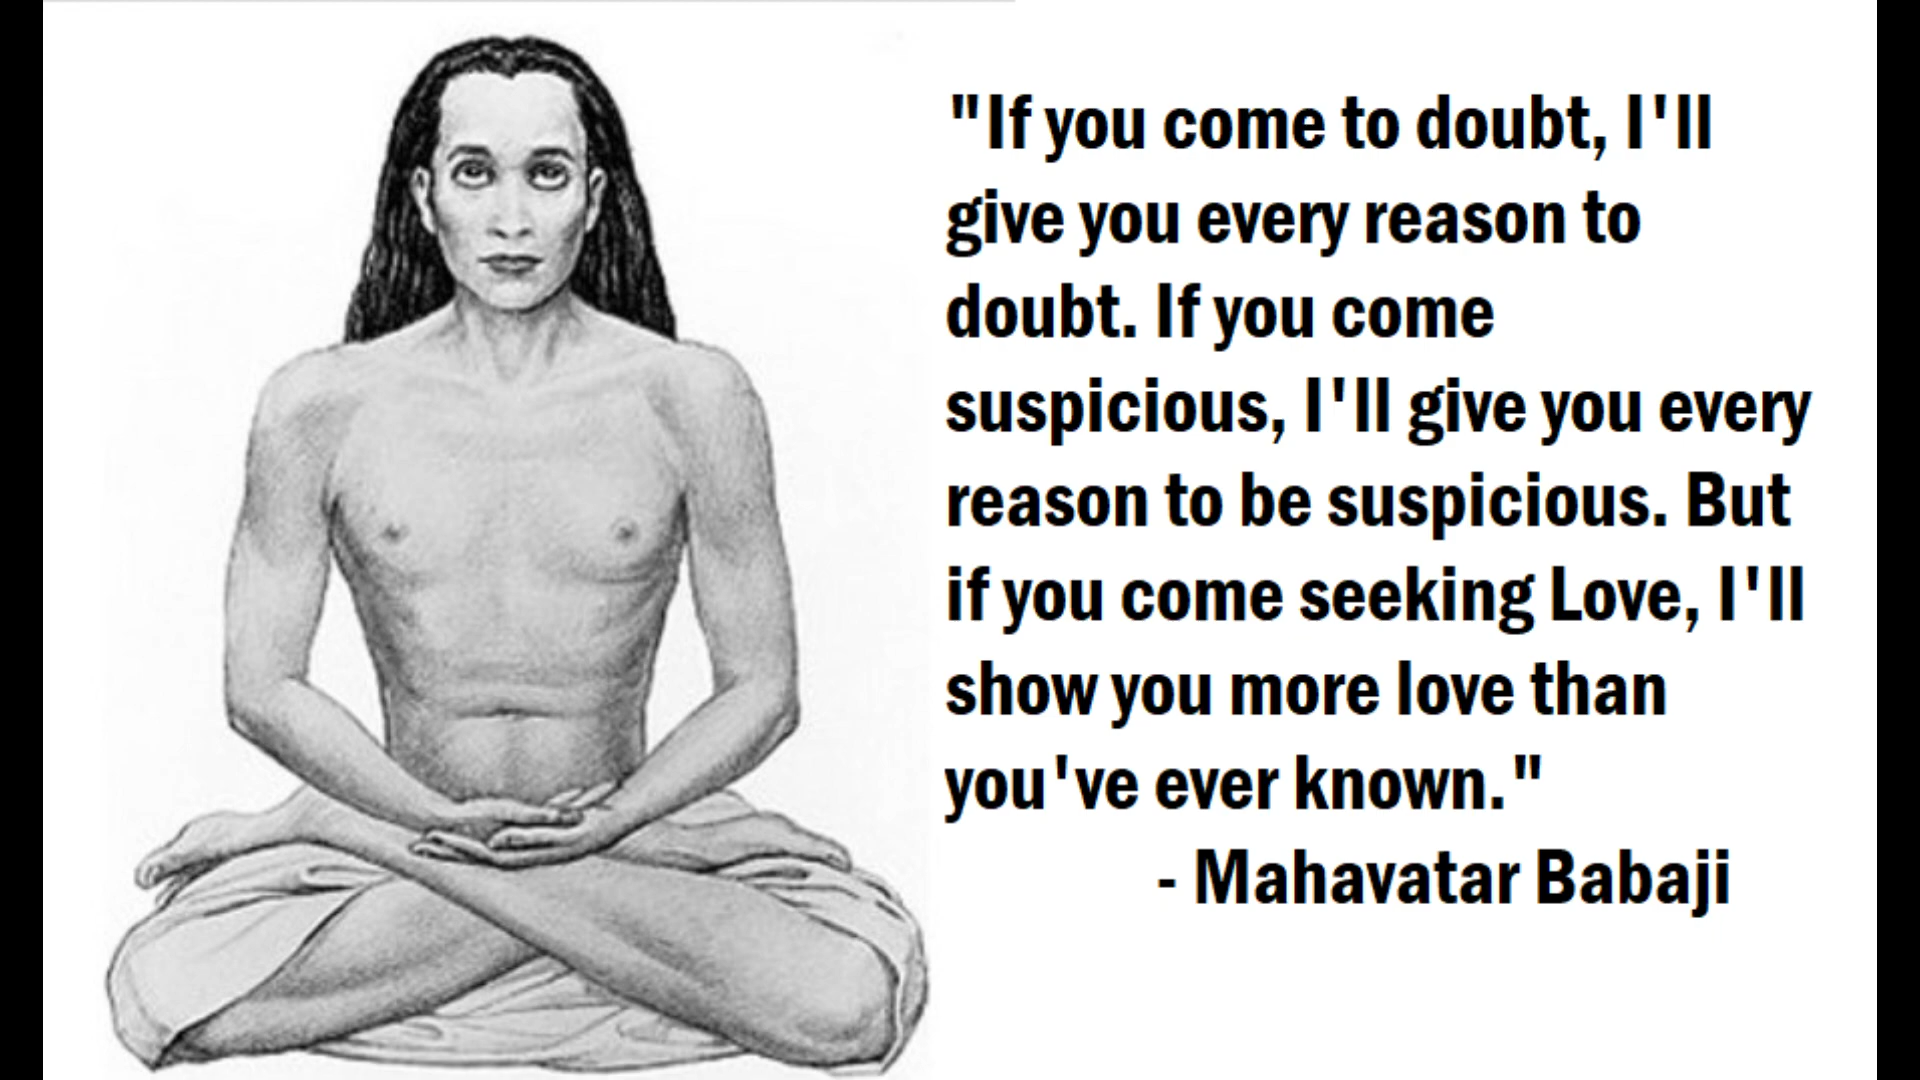 "If you come to doubt, I'll
give you every reason to
doubt. If you come
suspicious, I'll give you every
reason to be suspicious. But
if you come seeking Love, I'll
show you more love than
you've ever known."
- Mahavatar Babaji